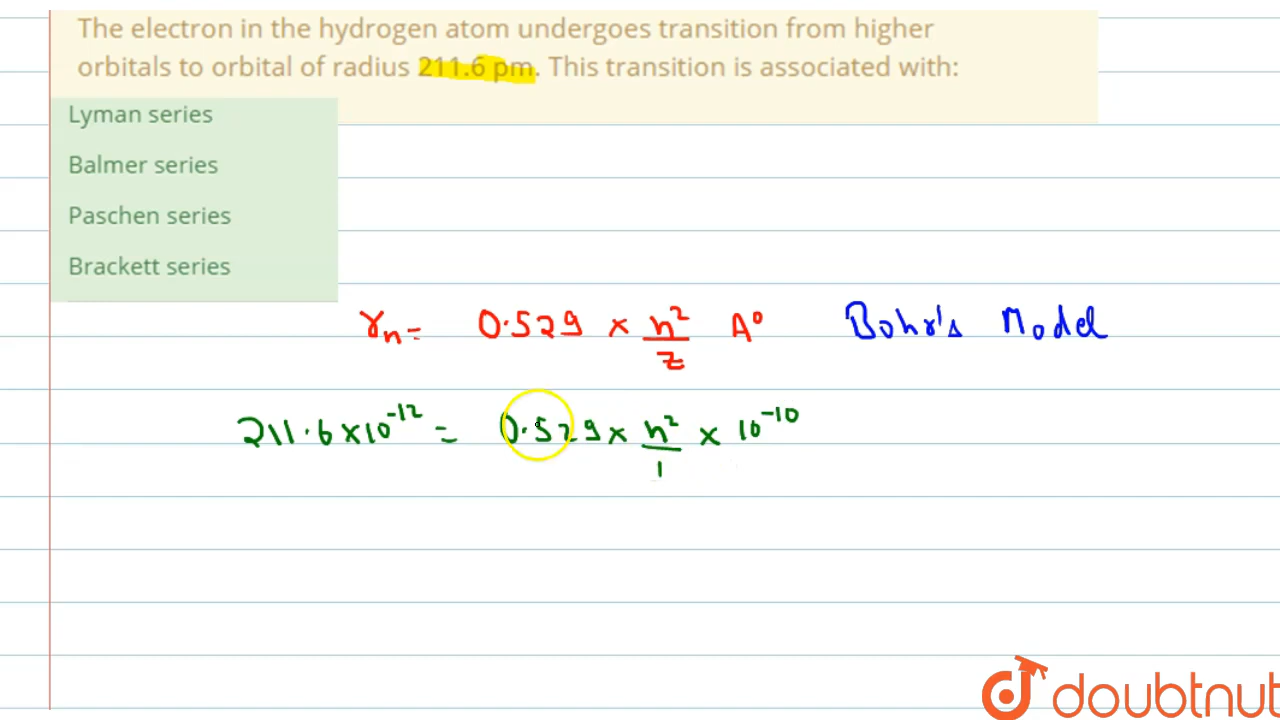 The electron in the hydrogen atom undergoes transition from higher
orbitals to orbital of radius 211.6 pm. This transition is associated with:
Lyman series
Balmer series
Paschen series
Brackett series
rn = 0.529 × n²/z A° Bohr's Model
211.6 × 10⁻¹² = 0.529 × n²/1 × 10⁻¹⁰
doubtnut